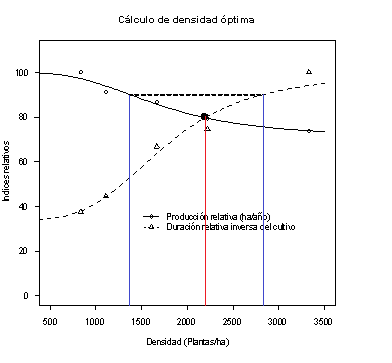 Cálculo de densidad óptima
Indices relativos
100
80
60
40
20
0
Producción relativa (ha/año)
Duración relativa inversa del cultivo
500 1000 1500 2000 2500 3000 3500
Densidad (Plantas/ha)